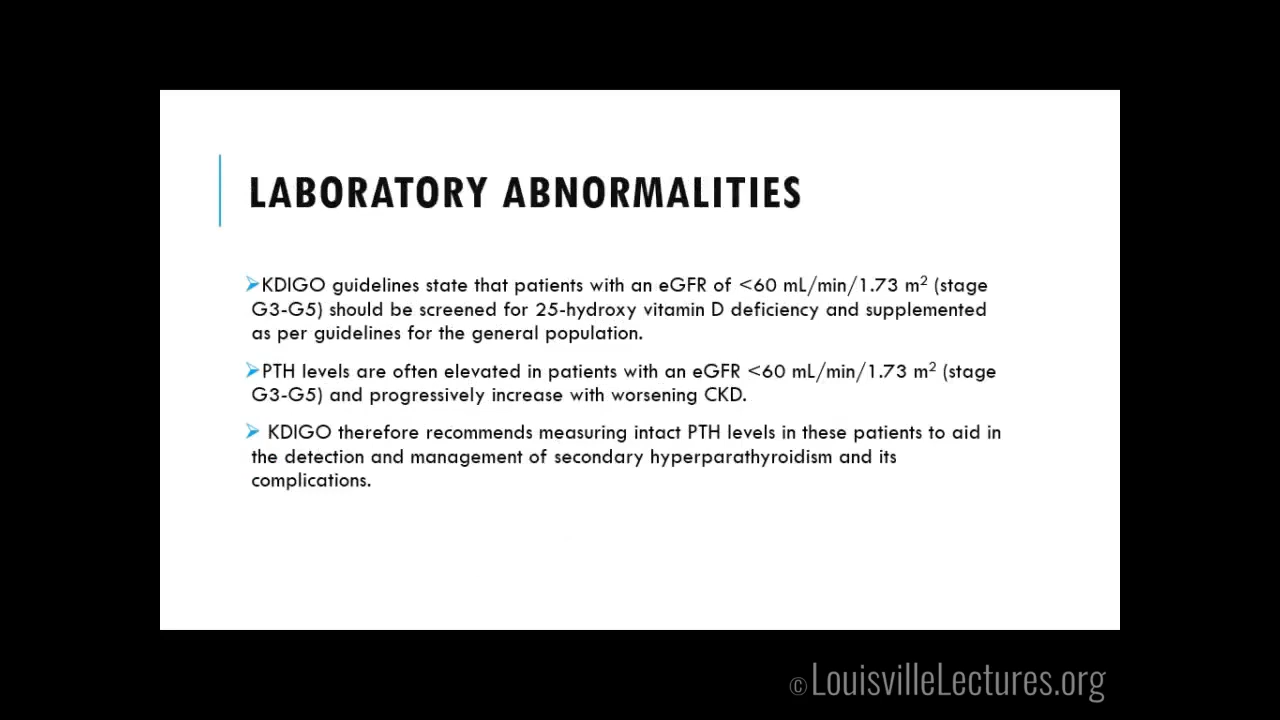 LABORATORY ABNORMALITIES
➢KDIGO guidelines state that patients with an eGFR of <60 mL/min/1.73 m² (stage
G3-G5) should be screened for 25-hydroxy vitamin D deficiency and supplemented
as per guidelines for the general population.
➢PTH levels are often elevated in patients with an eGFR <60 mL/min/1.73 m² (stage
G3-G5) and progressively increase with worsening CKD.
➢ KDIGO therefore recommends measuring intact PTH levels in these patients to aid in
the detection and management of secondary hyperparathyroidism and its
complications.
© LouisvilleLectures.org